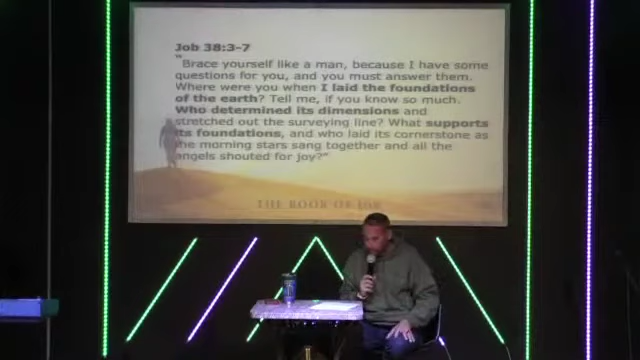 Job 38:3-7
"Brace yourself like a man, because I have some
questions for you, and you must answer them.
Where were you when I laid the foundations
of the earth? Tell me, if you know so much.
Who determined its dimensions and
stretched out the surveying line? What supports
its foundations, and who laid its cornerstone as
the morning stars sang together and all the
angels shouted for joy?"
THE BOOK OF JOB